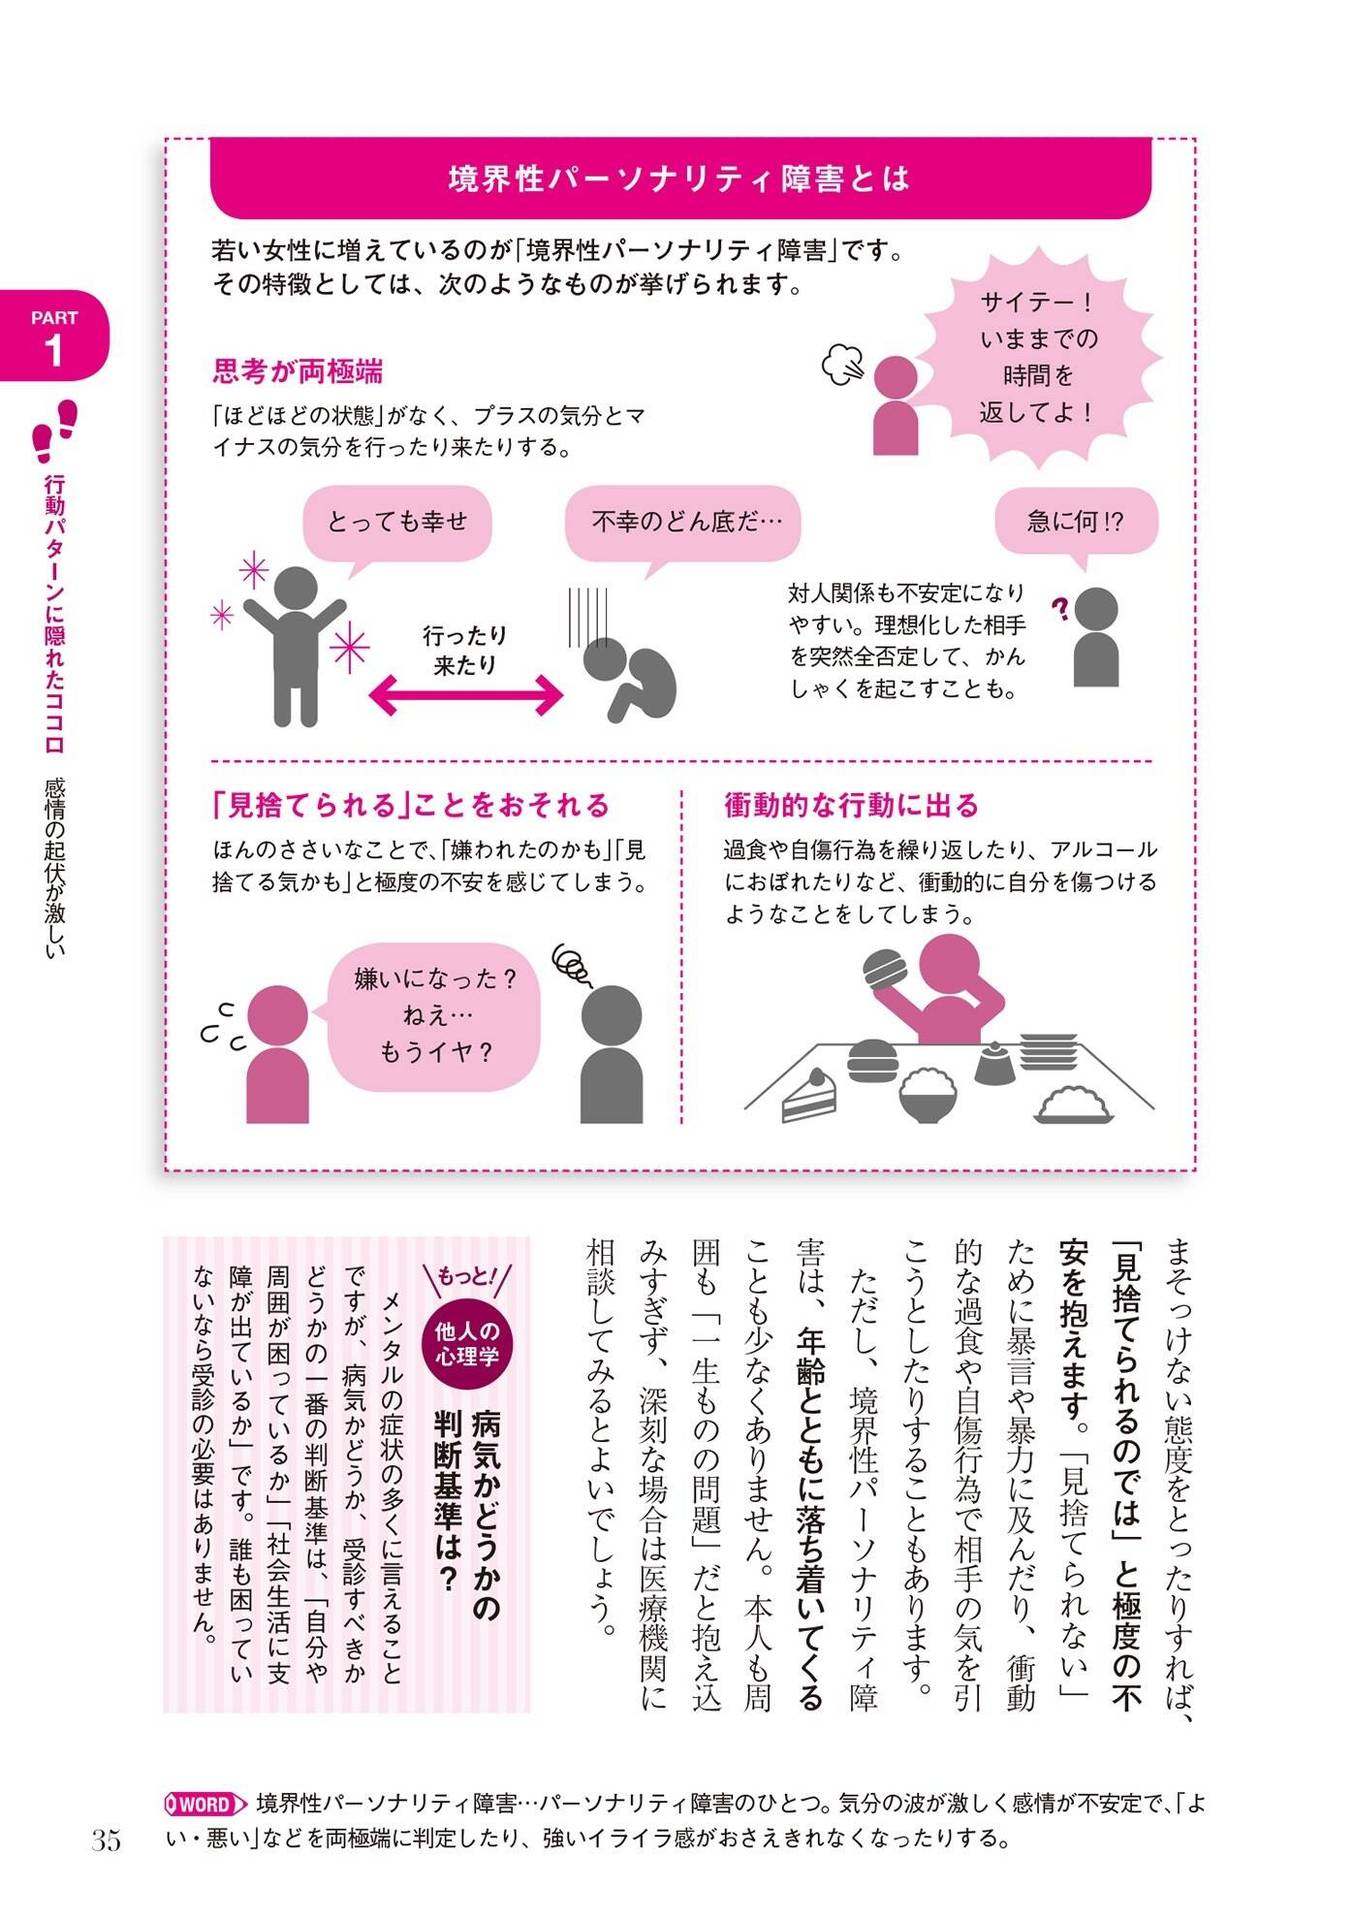 境界性パーソナリティ障害とは
若い女性に増えているのが「境界性パーソナリティ障害」です。
その特徴としては、次のようなものが挙げられます。
思考が両極端
「ほどほどの状態」がなく、プラスの気分とマ
イナスの気分を行ったり来たりする。
とっても幸せ
不幸のどん底だ…
行ったり
来たり
サイテー！
いままでの
時間を
返してよ！
急に何!?
対人関係も不安定になり
やすい。理想化した相手
を突然全否定して、かん
しゃくを起こすことも。
?
「見捨てられる」ことをおそれる
ほんのささいなことで、「嫌われたのかも」「見
捨てる気かも」と極度の不安を感じてしまう。
嫌いになった？
ねえ…
もうイヤ？
衝動的な行動に出る
過食や自傷行為を繰り返したり、アルコール
におぼれたりなど、衝動的に自分を傷つける
ようなことをしてしまう。
PART
1
行動パターンに隠れたココロ 感情の起伏が激しい
まそっけない態度をとったりすれば、
「見捨てられるのでは」と極度の不
安を抱えます。「見捨てられない」
ために暴言や暴力に及んだり、衝動
的な過食や自傷行為で相手の気を引
こうとしたりすることもあります。
ただし、境界性パーソナリティ障
害は、年齢とともに落ち着いてくる
ことも少なくありません。本人も周
囲も「一生ものの問題」だと抱え込
みすぎず、深刻な場合は医療機関に
相談してみるとよいでしょう。
もっと！
他人の
心理学
病気かどうかの
判断基準は？
メンタルの症状の多くに言えること
ですが、病気かどうか、受診すべきか
どうかの一番の判断基準は、「自分や
周囲が困っているか」「社会生活に支
障が出ているか」です。誰も困ってい
ないなら受診の必要はありません。
WORD 境界性パーソナリティ障害…パーソナリティ障害のひとつ。気分の波が激しく感情が不安定で、「よ
い・悪い」などを両極端に判定したり、強いイライラ感がおさえきれなくなったりする。
35